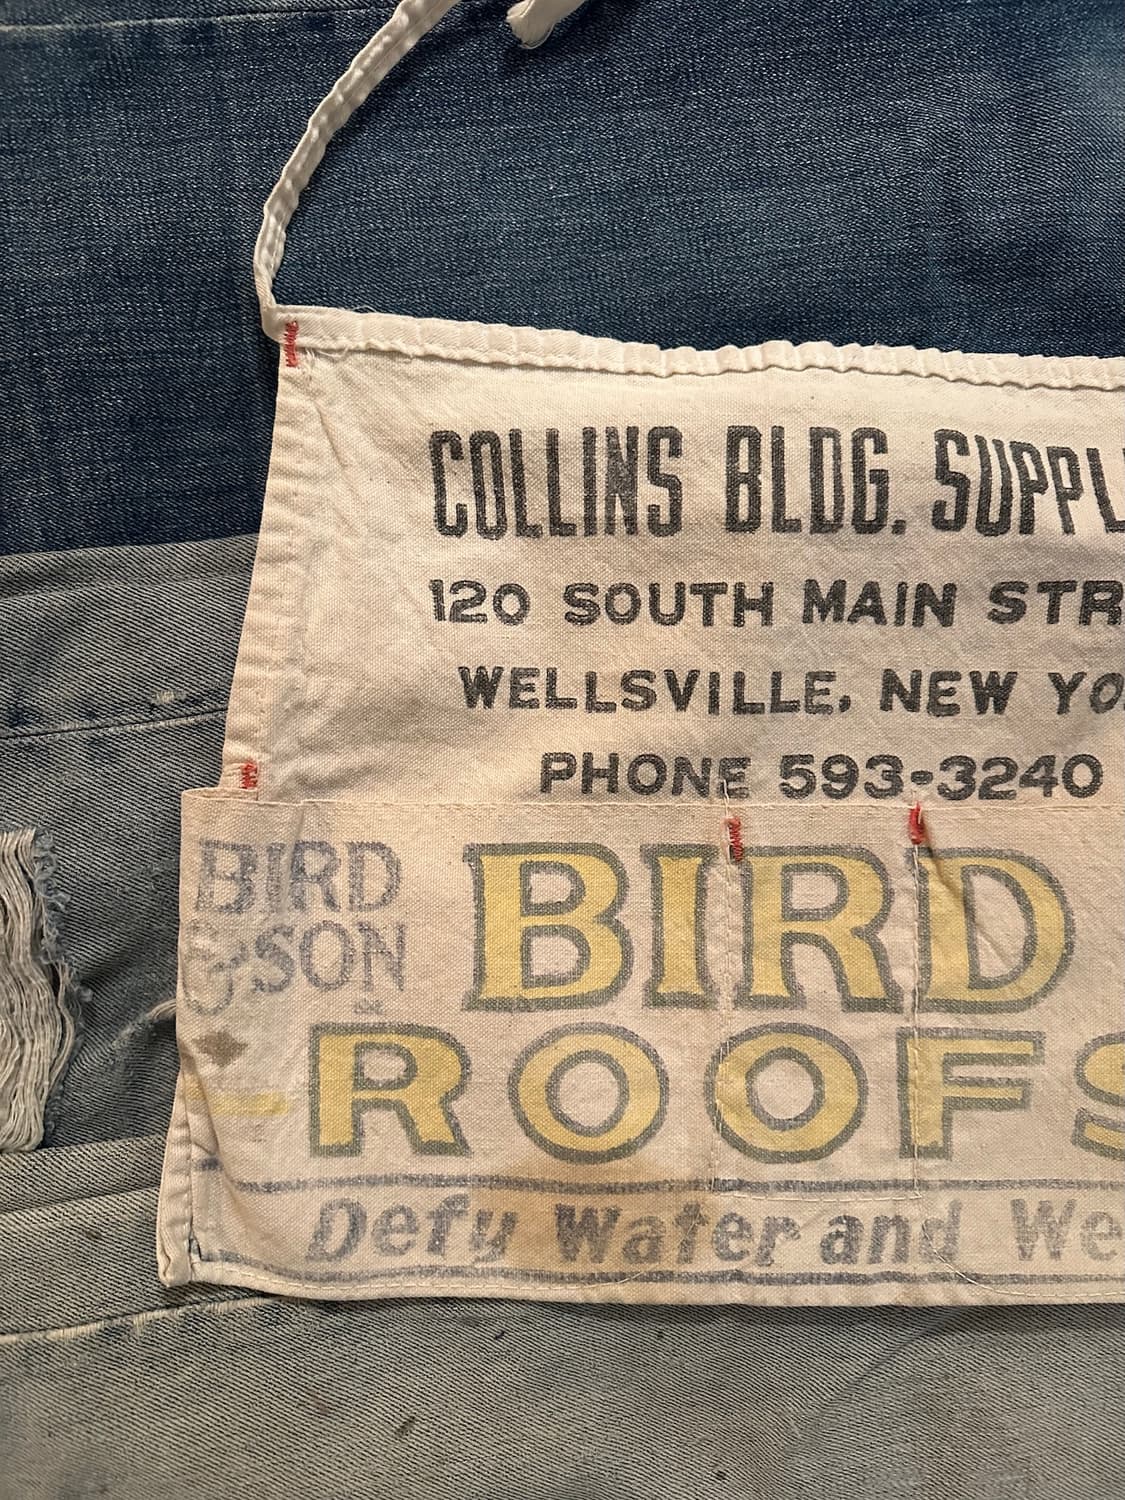 COLLINS BLDG. SUPPL
120 SOUTH MAIN STR
WELLSVILLE, NEW YO
PHONE 593-3240
BIRD
& SON
BIRD
ROOFS
Defy Water and We